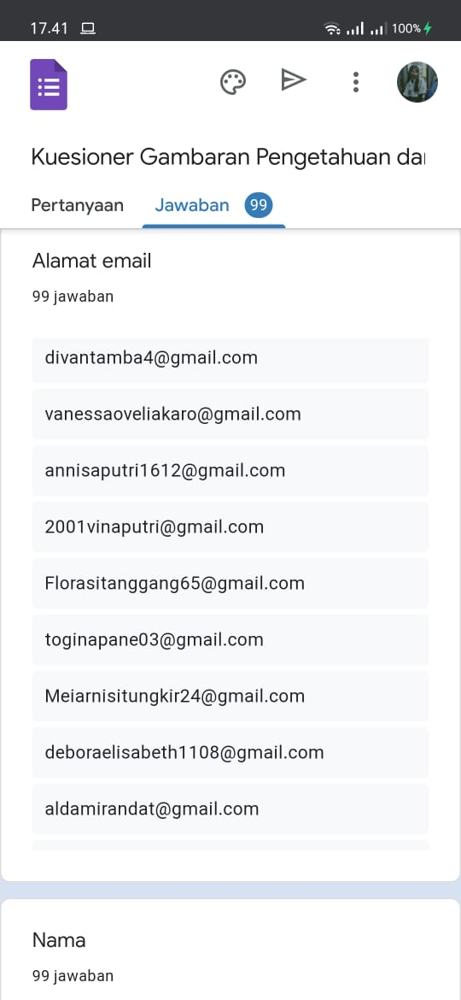 17.41
100%
Kuesioner Gambaran Pengetahuan
Pertanyaan
Jawaban 99
Alamat email
99 jawaban
divantamba4@gmail.com
vanessaoveliakaro@gmail.com
annisaputri1612@gmail.com
2001vinaputri@gmail.com
Florasitanggang65@gmail.com
toginapane03@gmail.com
Meiarnisitungkir24@gmail.com
deboraelisabeth1108@gmail.com
aldamirandat@gmail.com
Nama
99 jawaban